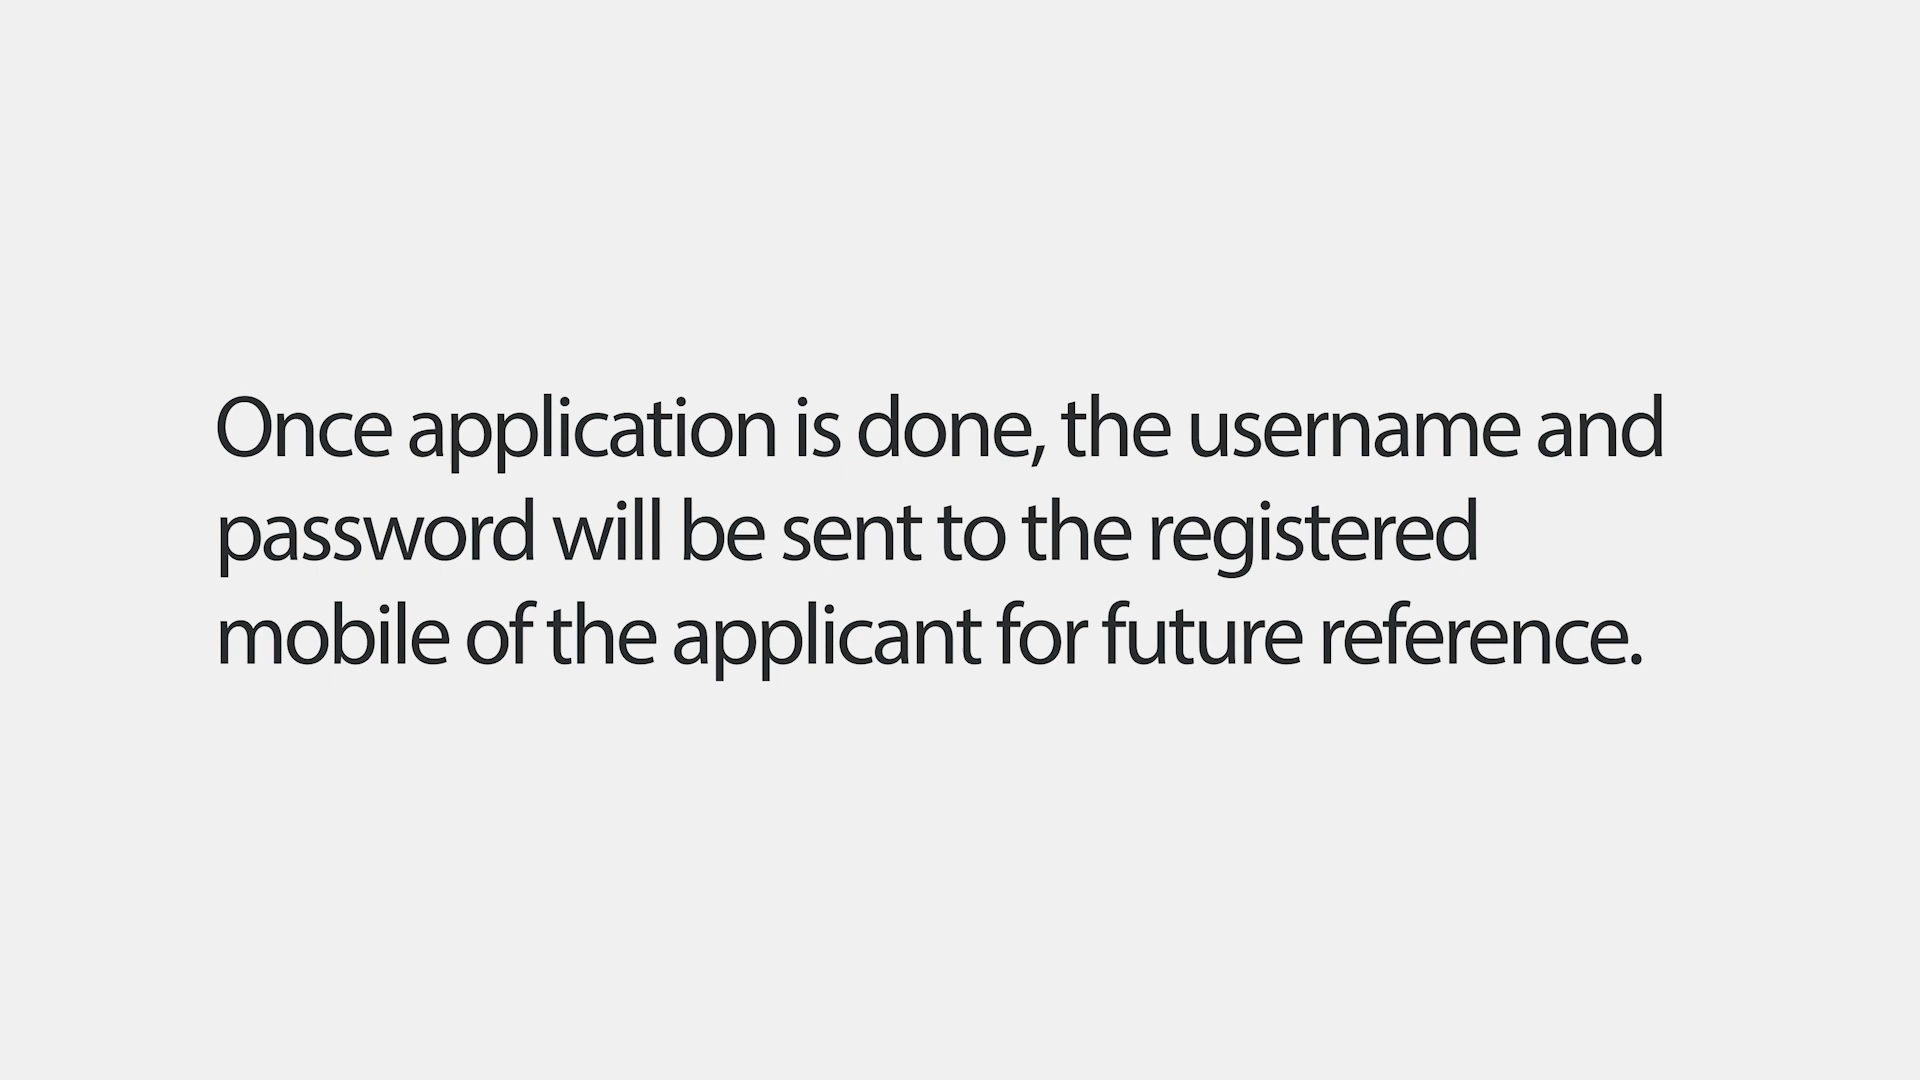 Once application is done, the username and
password will be sent to the registered
mobile of the applicant for future reference.